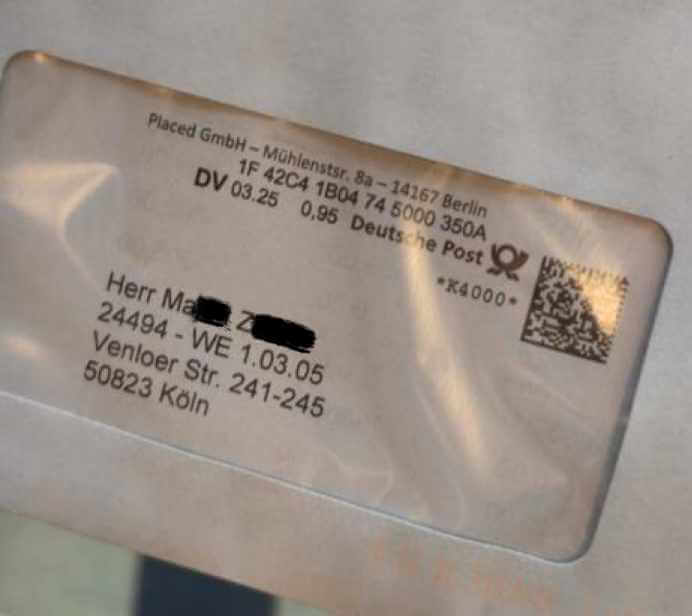 Placed GmbH – Mühlenstr. 8a – 14167 Berlin
1F 42C4 1B04 74 5000 350A
DV 03.25 0,95 Deutsche Post
*K4000*
Herr Ma Z
24494 - WE 1.03.05
Venloer Str. 241-245
50823 Köln